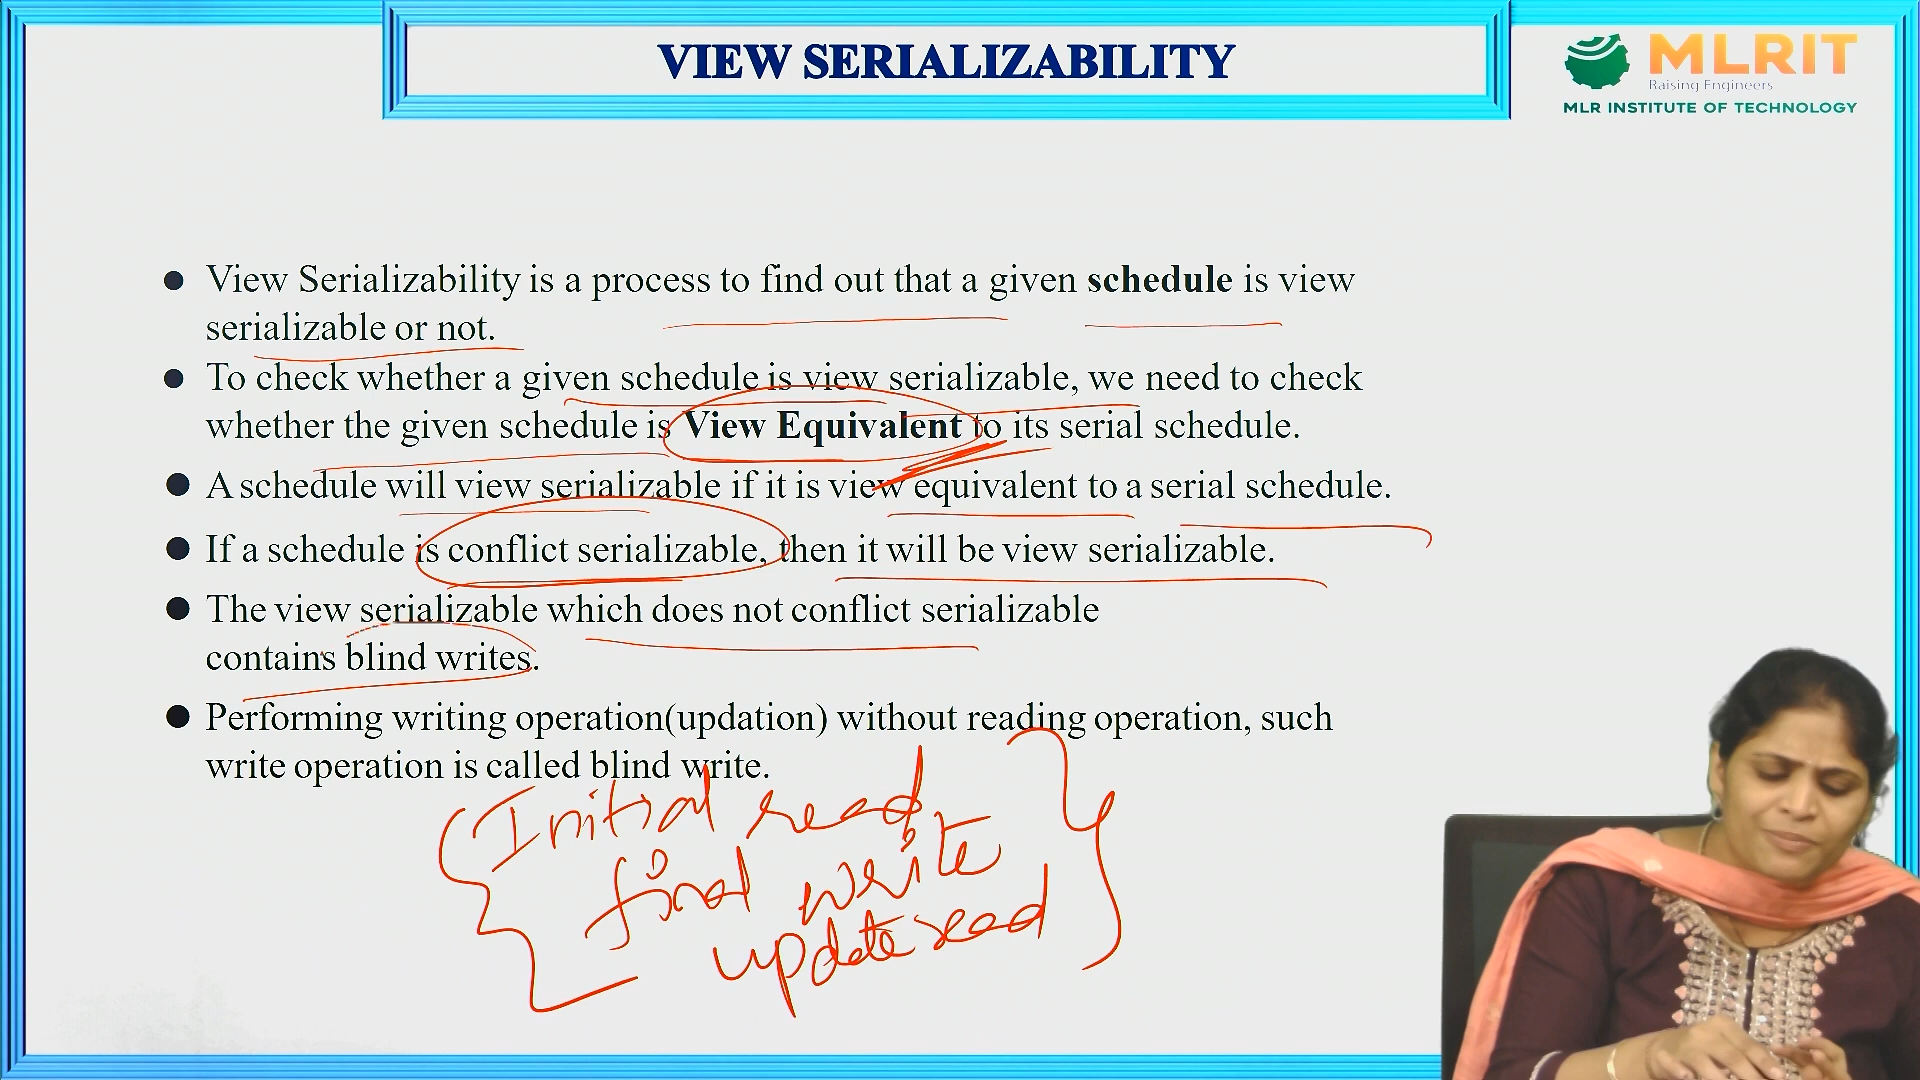 VIEW SERIALIZABILITY
MLRIT
Raising Engineers
MLR INSTITUTE OF TECHNOLOGY
● View Serializability is a process to find out that a given schedule is view
serializable or not.
● To check whether a given schedule is view serializable, we need to check
whether the given schedule is View Equivalent to its serial schedule.
● A schedule will view serializable if it is view equivalent to a serial schedule.
● If a schedule is conflict serializable, then it will be view serializable.
● The view serializable which does not conflict serializable
contains blind writes.
● Performing writing operation(updation) without reading operation, such
write operation is called blind write.
Initial read
final write
update read